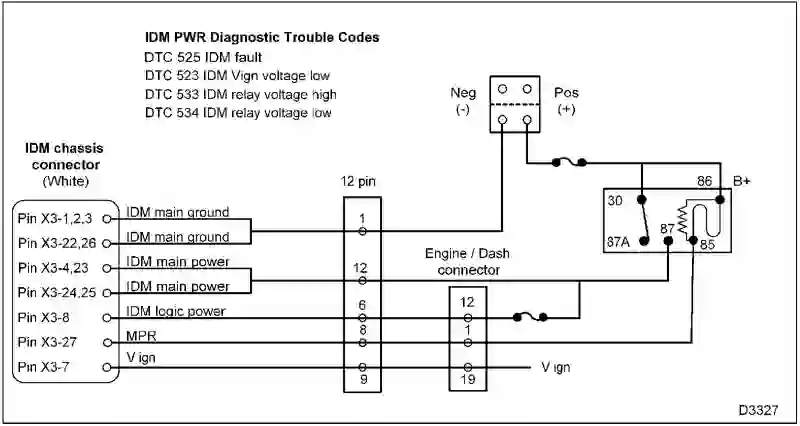 IDM PWR Diagnostic Trouble Codes
DTC 525 IDM fault
DTC 523 IDM Vign voltage low
DTC 533 IDM relay voltage high
DTC 534 IDM relay voltage low
Neg
(-)
Pos
(+)
IDM chassis
connector
(White)
12 pin
86
B+
30
87
87A
85
Pin X3-1,2,3
IDM main ground
1
Pin X3-22,26
IDM main ground
Engine / Dash
connector
Pin X3-4,23
IDM main power
12
Pin X3-24,25
IDM main power
Pin X3-8
IDM logic power
6
12
Pin X3-27
MPR
8
1
Pin X3-7
V ign
9
19
V ign
D3327